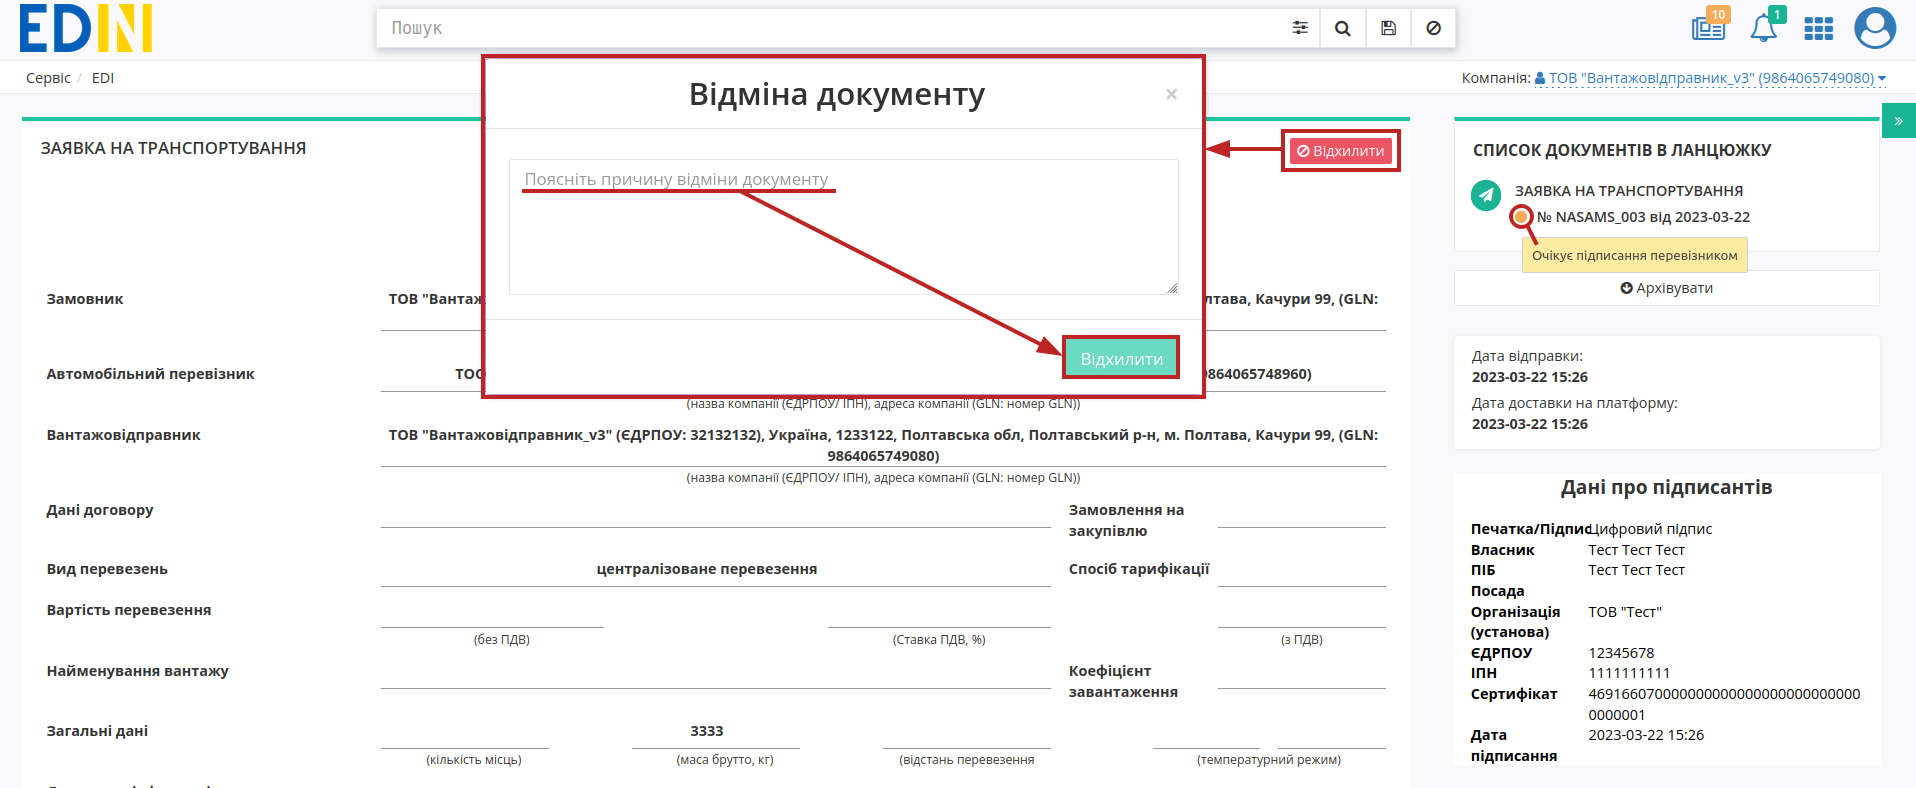 EDIN
Пошук
10
1
Сервіс / EDI
Компанія: ТОВ "Вантажовідправник_v3" (9864065749080)
Відміна документу
×
Поясніть причину відміни документу
Відхилити
ЗАЯВКА НА ТРАНСПОРТУВАННЯ
Відхилити
Замовник
ТОВ "Вантаж
лтава, Качури 99, (GLN:
Автомобільний перевізник
9864065748960)
(назва компанії (ЄДРПОУ/ ІПН), адреса компанії (GLN: номер GLN))
Вантажовідправник
ТОВ "Вантажовідправник_v3" (ЄДРПОУ: 32132132), Україна, 1233122, Полтавська обл, Полтавський р-н, м. Полтава, Качури 99, (GLN:
9864065749080)
(назва компанії (ЄДРПОУ/ ІПН), адреса компанії (GLN: номер GLN))
Дані договору
Замовлення на
закупівлю
Вид перевезень
централізоване перевезення
Спосіб тарифікації
Вартість перевезення
(без ПДВ)
(Ставка ПДВ, %)
(з ПДВ)
Найменування вантажу
Коефіцієнт
завантаження
Загальні дані
3333
(кількість місць)
(маса брутто, кг)
(відстань перевезення
(температурний режим)
»
СПИСОК ДОКУМЕНТІВ В ЛАНЦЮЖКУ
ЗАЯВКА НА ТРАНСПОРТУВАННЯ
№ NASAMS_003 від 2023-03-22
Очікує підписання перевізником
Архівувати
Дата відправки:
2023-03-22 15:26
Дата доставки на платформу:
2023-03-22 15:26
Дані про підписантів
Печатка/Підпис Цифровий підпис
Власник Тест Тест Тест
ПІБ Тест Тест Тест
Посада
Організація ТОВ "Тест"
(установа)
ЄДРПОУ 12345678
ІПН 1111111111
Сертифікат 4691660700000000000000000000000000
0000001
Дата 2023-03-22 15:26
підписання